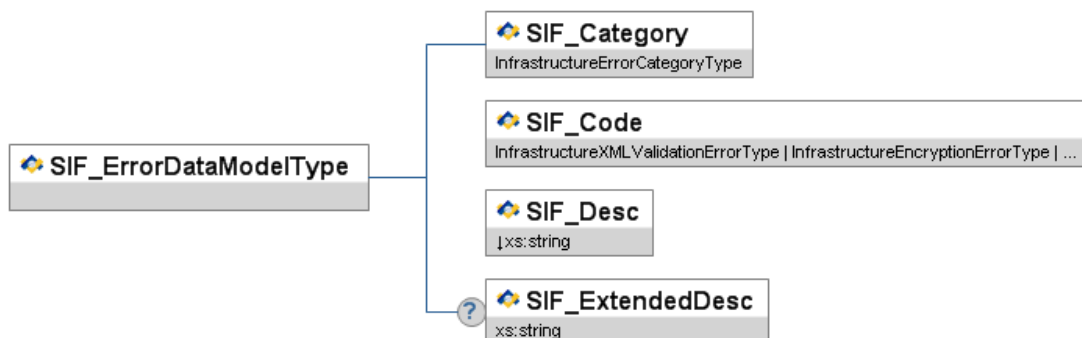 SIF_Category
InfrastructureErrorCategoryType
SIF_Code
InfrastructureXMLValidationErrorType | InfrastructureEncryptionErrorType | ...
SIF_ErrorDataModelType
SIF_Desc
↓xs:string
?
SIF_ExtendedDesc
xs:string